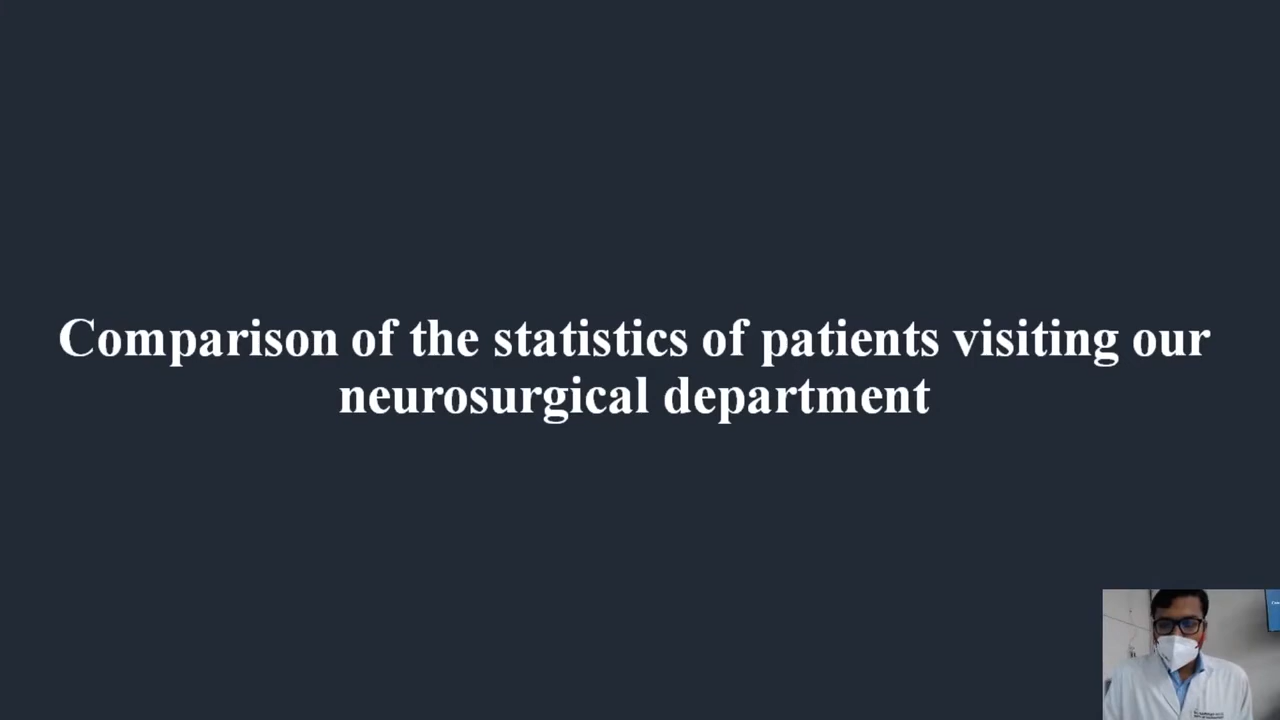 Comparison of the statistics of patients visiting our
neurosurgical department